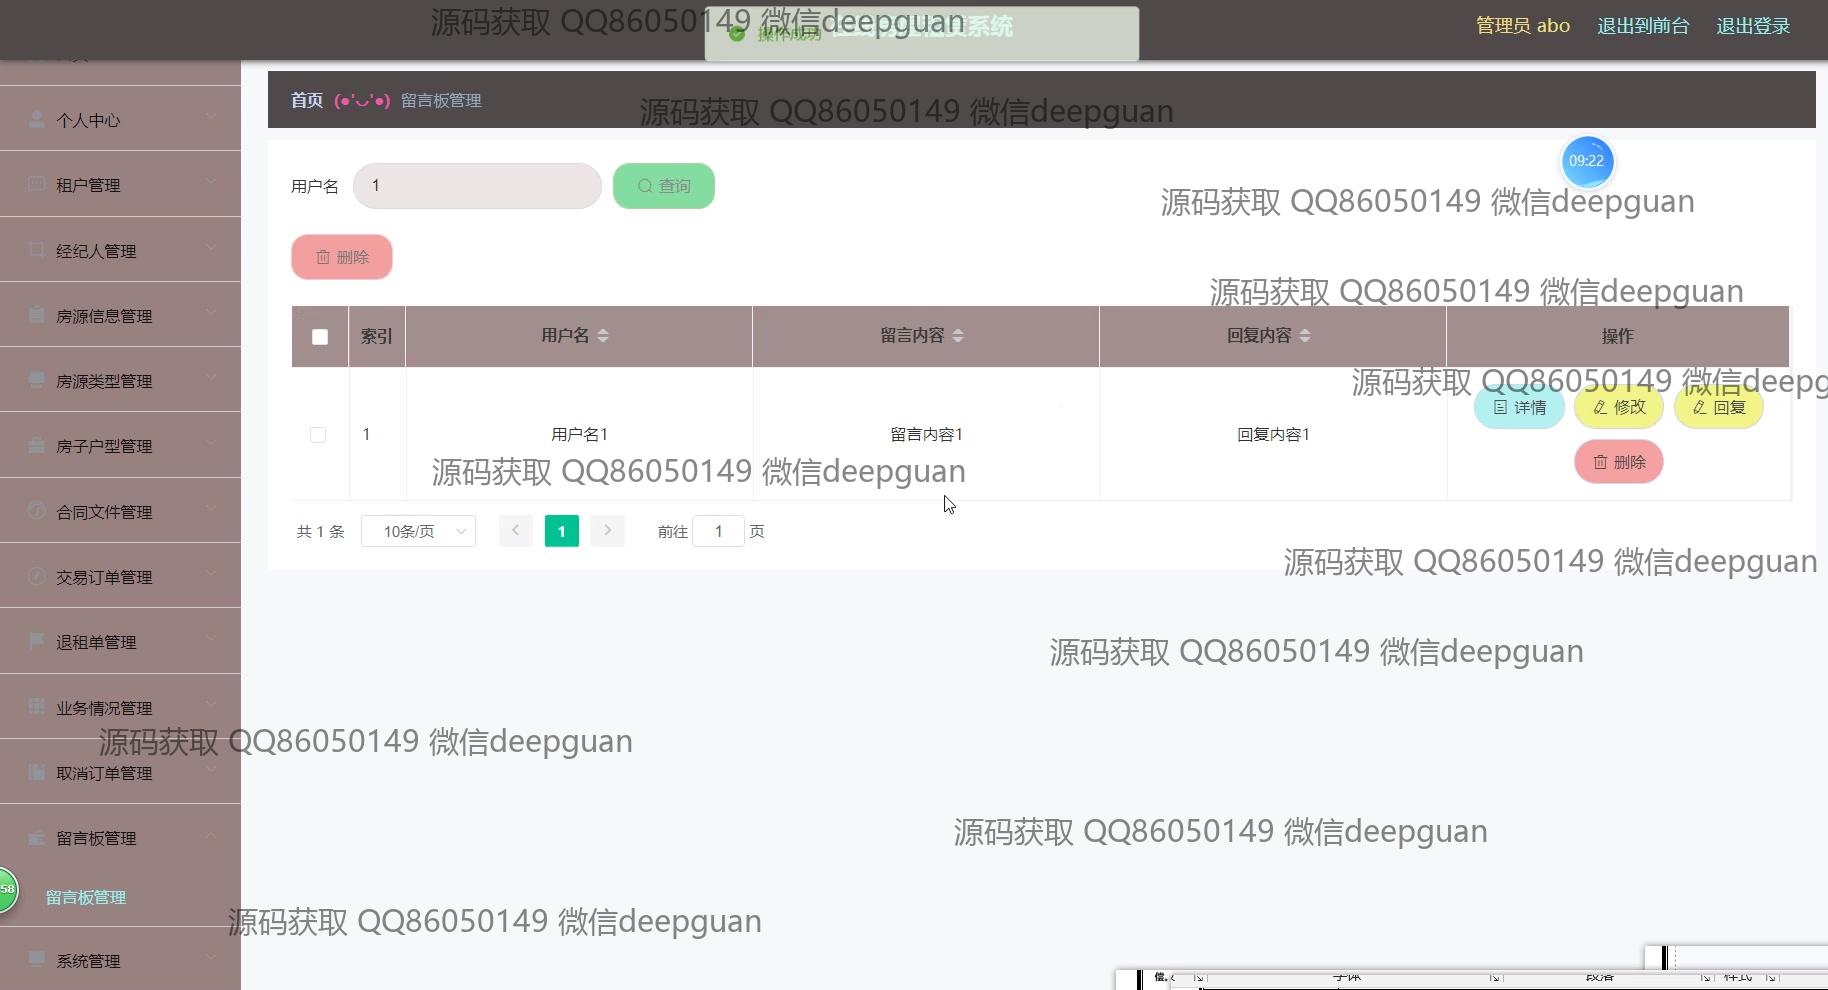 源码获取 QQ86050149 微信deepguan
操作成功
管理员 abo
退出到前台
退出登录
首页 (●'◡'●) 留言板管理
源码获取 QQ86050149 微信deepguan
09:22
个人中心
租户管理
经纪人管理
房源信息管理
房源类型管理
房子户型管理
合同文件管理
交易订单管理
退租单管理
业务情况管理
取消订单管理
留言板管理
58
留言板管理
系统管理
用户名 1 查询
源码获取 QQ86050149 微信deepguan
删除
源码获取 QQ86050149 微信deepguan
索引 用户名 留言内容 回复内容 操作
源码获取 QQ86050149 微信deepg
详情 修改 回复
1 用户名1 留言内容1 回复内容1
删除
源码获取 QQ86050149 微信deepguan
共 1 条 10条/页 1 前往 1 页
源码获取 QQ86050149 微信deepguan
源码获取 QQ86050149 微信deepguan
源码获取 QQ86050149 微信deepguan
源码获取 QQ86050149 微信deepguan
源码获取 QQ86050149 微信deepguan
字体 段落 样式